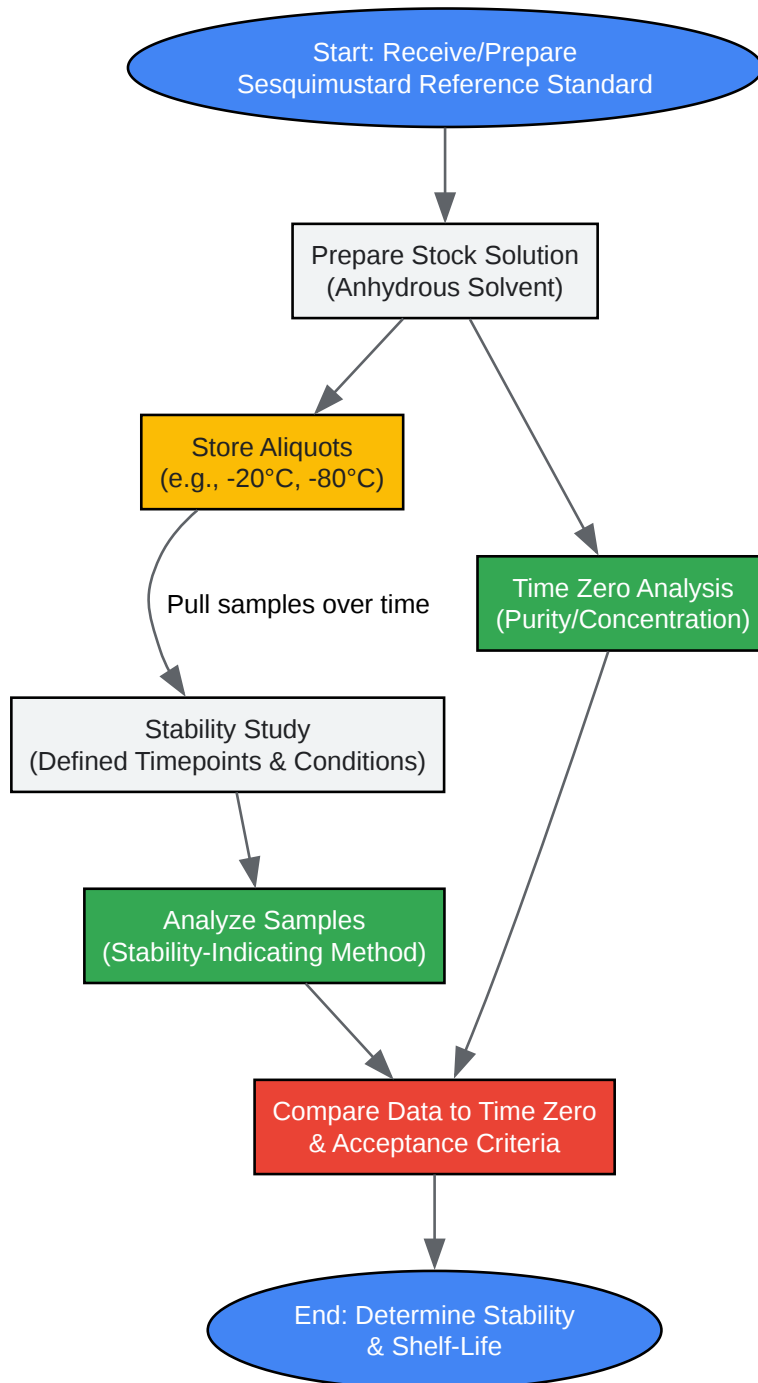 Start: Receive/Prepare
Sesquimustard Reference Standard
Prepare Stock Solution
(Anhydrous Solvent)
Store Aliquots
(e.g., -20°C, -80°C)
Time Zero Analysis
(Purity/Concentration)
Pull samples over time
Stability Study
(Defined Timepoints & Conditions)
Analyze Samples
(Stability-Indicating Method)
Compare Data to Time Zero
& Acceptance Criteria
End: Determine Stability
& Shelf-Life